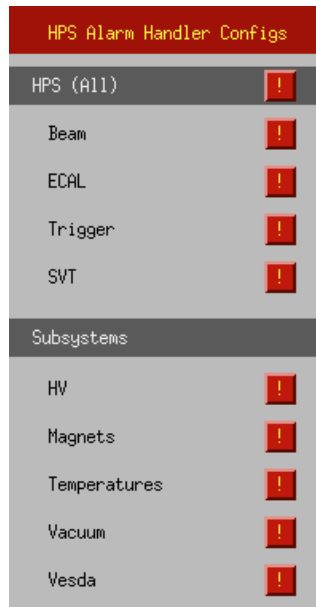 HPS Alarm Handler Configs
HPS (All) !
Beam !
ECAL !
Trigger !
SVT !
Subsystems
HV !
Magnets !
Temperatures !
Vacuum !
Vesda !